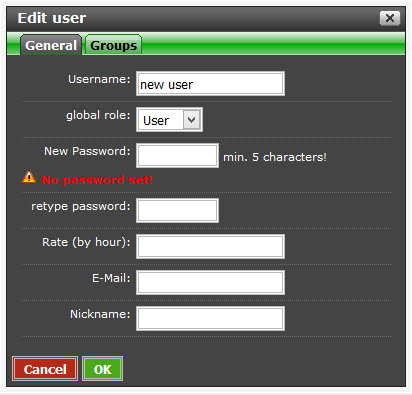 Edit user
General Groups
Username: new user
global role: User
New Password: min. 5 characters!
No password set!
retype password:
Rate (by hour):
E-Mail:
Nickname:
Cancel OK